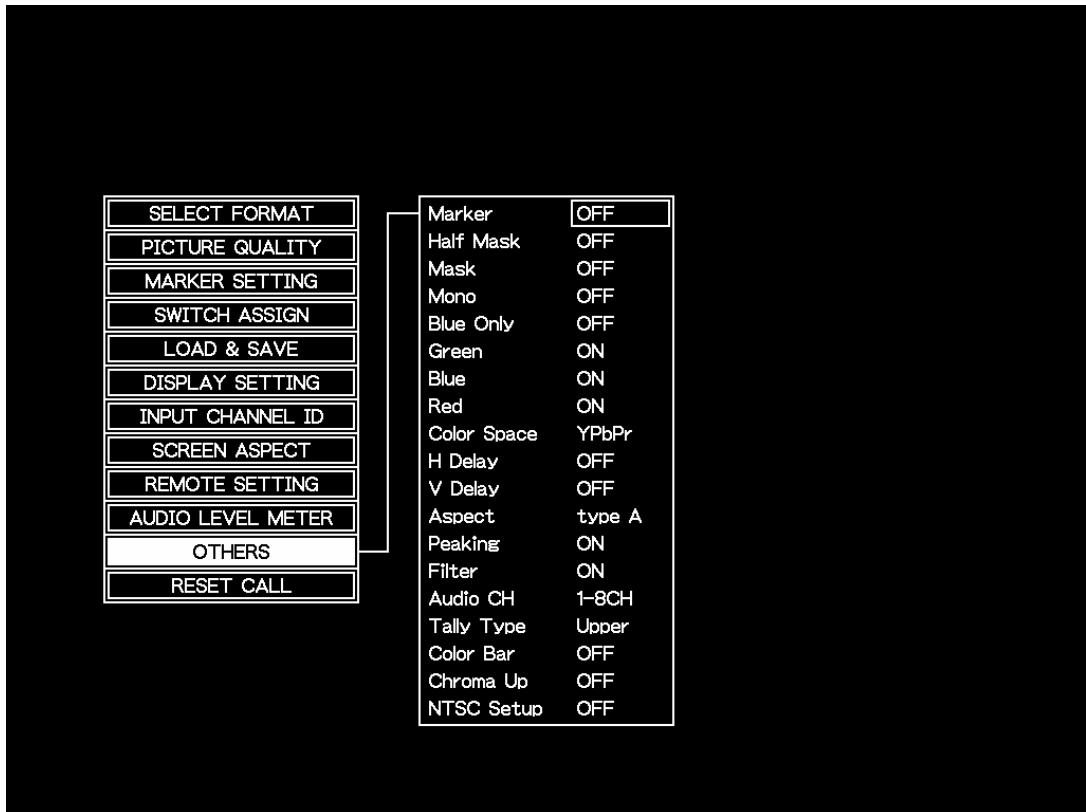 SELECT FORMAT
PICTURE QUALITY
MARKER SETTING
SWITCH ASSIGN
LOAD & SAVE
DISPLAY SETTING
INPUT CHANNEL ID
SCREEN ASPECT
REMOTE SETTING
AUDIO LEVEL METER
OTHERS
RESET CALL
Marker OFF
Half Mask OFF
Mask OFF
Mono OFF
Blue Only OFF
Green ON
Blue ON
Red ON
Color Space YPbPr
H Delay OFF
V Delay OFF
Aspect type A
Peaking ON
Filter ON
Audio CH 1-8CH
Tally Type Upper
Color Bar OFF
Chroma Up OFF
NTSC Setup OFF